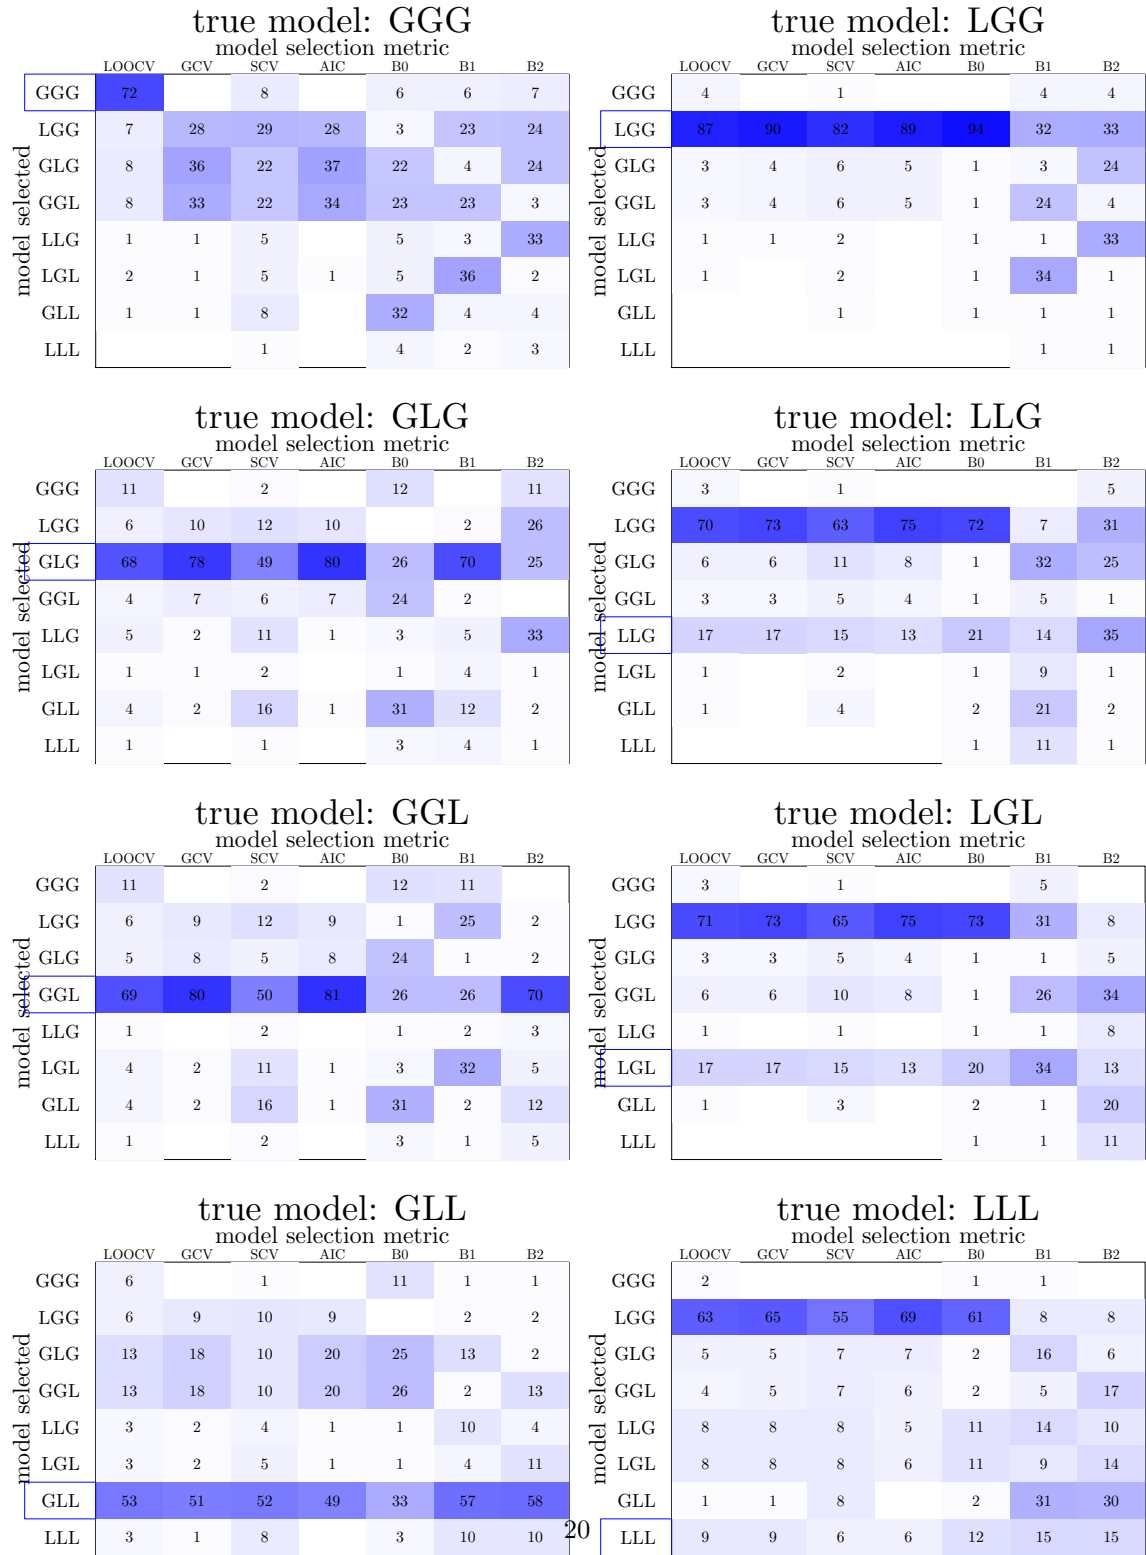 true model: GGG
model selection metric
LOOCV GCV SCV AIC B0 B1 B2
model selected
GGG 72 8 6 6 7
LGG 7 28 29 28 3 23 24
GLG 8 36 22 37 22 4 24
GGL 8 33 22 34 23 23 3
LLG 1 1 5 5 3 33
LGL 2 1 5 1 5 36 2
GLL 1 1 8 32 4 4
LLL 1 4 2 3
true model: LGG
model selection metric
LOOCV GCV SCV AIC B0 B1 B2
model selected
GGG 4 1 4 4
LGG 87 90 82 89 94 32 33
GLG 3 4 6 5 1 3 24
GGL 3 4 6 5 1 24 4
LLG 1 1 2 1 1 33
LGL 1 2 1 34 1
GLL 1 1 1 1
LLL 1 1
true model: GLG
model selection metric
LOOCV GCV SCV AIC B0 B1 B2
model selected
GGG 11 2 12 11
LGG 6 10 12 10 2 26
GLG 68 78 49 80 26 70 25
GGL 4 7 6 7 24 2
LLG 5 2 11 1 3 5 33
LGL 1 1 2 1 4 1
GLL 4 2 16 1 31 12 2
LLL 1 1 3 4 1
true model: LLG
model selection metric
LOOCV GCV SCV AIC B0 B1 B2
model selected
GGG 3 1 5
LGG 70 73 63 75 72 7 31
GLG 6 6 11 8 1 32 25
GGL 3 3 5 4 1 5 1
LLG 17 17 15 13 21 14 35
LGL 1 2 1 9 1
GLL 1 4 2 21 2
LLL 1 11 1
true model: GGL
model selection metric
LOOCV GCV SCV AIC B0 B1 B2
model selected
GGG 11 2 12 11
LGG 6 9 12 9 1 25 2
GLG 5 8 5 8 24 1 2
GGL 69 80 50 81 26 26 70
LLG 1 2 1 2 3
LGL 4 2 11 1 3 32 5
GLL 4 2 16 1 31 2 12
LLL 1 2 3 1 5
true model: LGL
model selection metric
LOOCV GCV SCV AIC B0 B1 B2
model selected
GGG 3 1 5
LGG 71 73 65 75 73 31 8
GLG 3 3 5 4 1 1 5
GGL 6 6 10 8 1 26 34
LLG 1 1 1 1 8
LGL 17 17 15 13 20 34 13
GLL 1 3 2 1 20
LLL 1 1 11
true model: GLL
model selection metric
LOOCV GCV SCV AIC B0 B1 B2
model selected
GGG 6 1 11 1 1
LGG 6 9 10 9 2 2
GLG 13 18 10 20 25 13 2
GGL 13 18 10 20 26 2 13
LLG 3 2 4 1 1 10 4
LGL 3 2 5 1 1 4 11
GLL 53 51 52 49 33 57 58
LLL 3 1 8 3 10 10
true model: LLL
model selection metric
LOOCV GCV SCV AIC B0 B1 B2
model selected
GGG 2 1 1
LGG 63 65 55 69 61 8 8
GLG 5 5 7 7 2 16 6
GGL 4 5 7 6 2 5 17
LLG 8 8 8 5 11 14 10
LGL 8 8 8 6 11 9 14
GLL 1 1 8 2 31 30
LLL 9 9 6 6 12 15 15
20